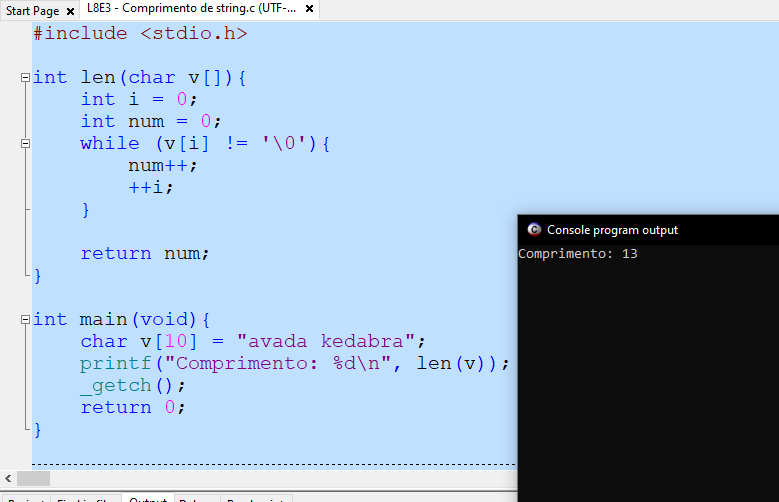 Start Page
L8E3 - Comprimento de string.c (UTF-...
#include <stdio.h>
int len(char v[]){
int i = 0;
int num = 0;
while (v[i] != '\0'){
num++;
++i;
}
return num;
}
int main(void){
char v[10] = "avada kedabra";
printf("Comprimento: %d\n", len(v));
_getch();
return 0;
}
Console program output
Comprimento: 13
Output